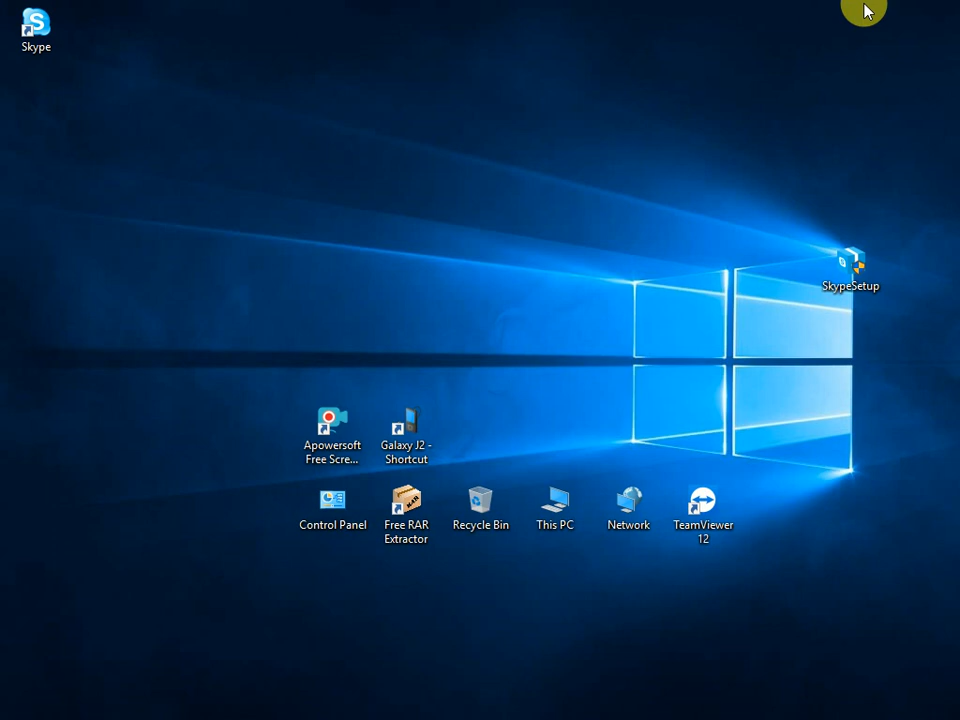 Skype
SkypeSetup
Apowersoft
Free Scre...
Galaxy J2 -
Shortcut
Control Panel
Free RAR
Extractor
Recycle Bin
This PC
Network
TeamViewer
12